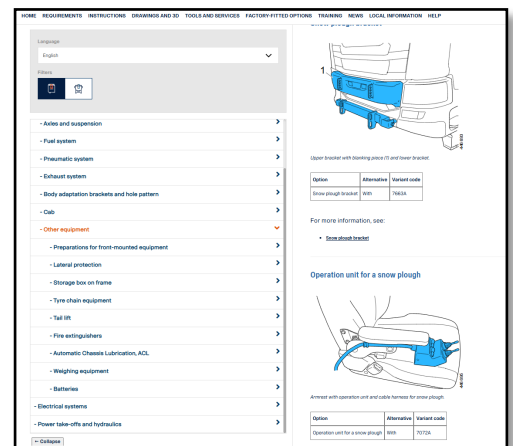 HOME REQUIREMENTS INSTRUCTIONS DRAWINGS AND 3D TOOLS AND SERVICES FACTORY-FITTED OPTIONS TRAINING NEWS LOCAL INFORMATION HELP
Language
English
Filters
- Axles and suspension
- Fuel system
- Pneumatic system
- Exhaust system
- Body adaptation brackets and hole pattern
- Cab
- Other equipment
- Preparations for front-mounted equipment
- Lateral protection
- Storage box on frame
- Tyre chain equipment
- Tail lift
- Fire extinguishers
- Automatic Chassis Lubrication, ACL
- Weighing equipment
- Batteries
- Electrical systems
- Power take-offs and hydraulics
← Collapse
Snow plough bracket
1
Upper bracket with blanking piece (1) and lower bracket.
Option Alternative Variant code
Snow plough bracket With 7663A
For more information, see:
• Snow plough bracket
Operation unit for a snow plough
Armrest with operation unit and cable harness for snow plough.
Option Alternative Variant code
Operation unit for a snow plough With 7072A